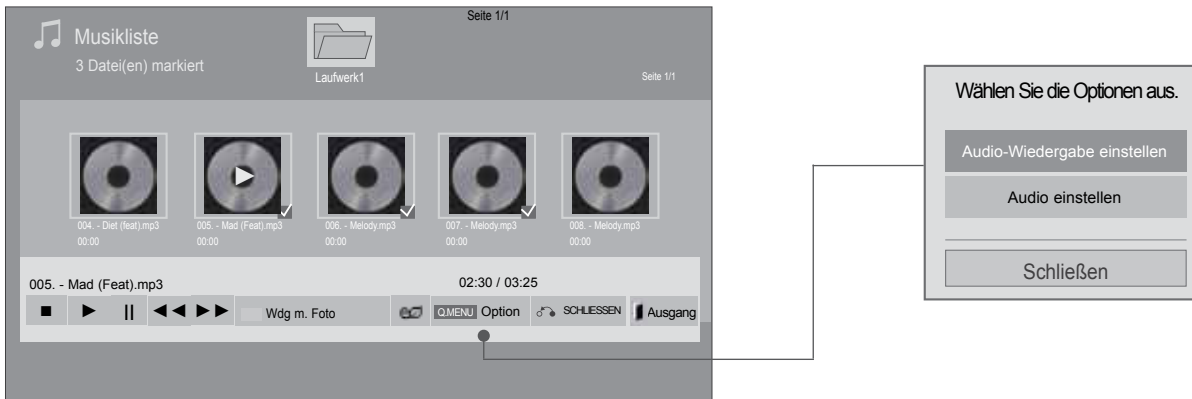 Seite 1/1
Musikliste
3 Datei(en) markiert
Laufwerk1
Seite 1/1
004. - Diet (feat).mp3
00:00
005. - Mad (Feat).mp3
00:00
006. - Melody.mp3
00:00
007. - Melody.mp3
00:00
008. - Melody.mp3
00:00
005. - Mad (Feat).mp3
02:30 / 03:25
Wdg m. Foto
Q.MENU Option
SCHLIESSEN
Ausgang
Wählen Sie die Optionen aus.
Audio-Wiedergabe einstellen
Audio einstellen
Schließen